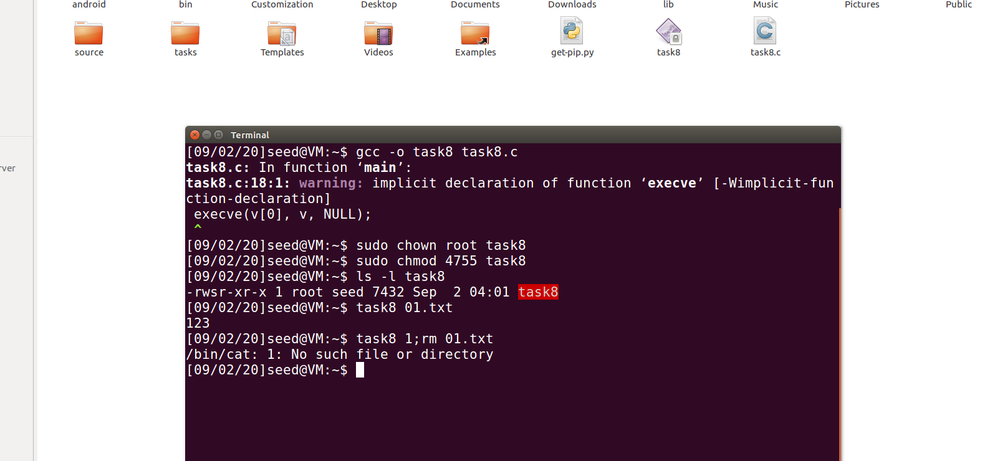 android bin Customization Desktop Documents Downloads lib Music Pictures Public
source tasks Templates Videos Examples get-pip.py task8 task8.c
rver
Terminal
[09/02/20]seed@VM:~$ gcc -o task8 task8.c
task8.c: In function ‘main’:
task8.c:18:1: warning: implicit declaration of function ‘execve’ [-Wimplicit-fun
ction-declaration]
execve(v[0], v, NULL);
^
[09/02/20]seed@VM:~$ sudo chown root task8
[09/02/20]seed@VM:~$ sudo chmod 4755 task8
[09/02/20]seed@VM:~$ ls -l task8
-rwsr-xr-x 1 root seed 7432 Sep  2 04:01 task8
[09/02/20]seed@VM:~$ task8 01.txt
123
[09/02/20]seed@VM:~$ task8 1;rm 01.txt
/bin/cat: 1: No such file or directory
[09/02/20]seed@VM:~$